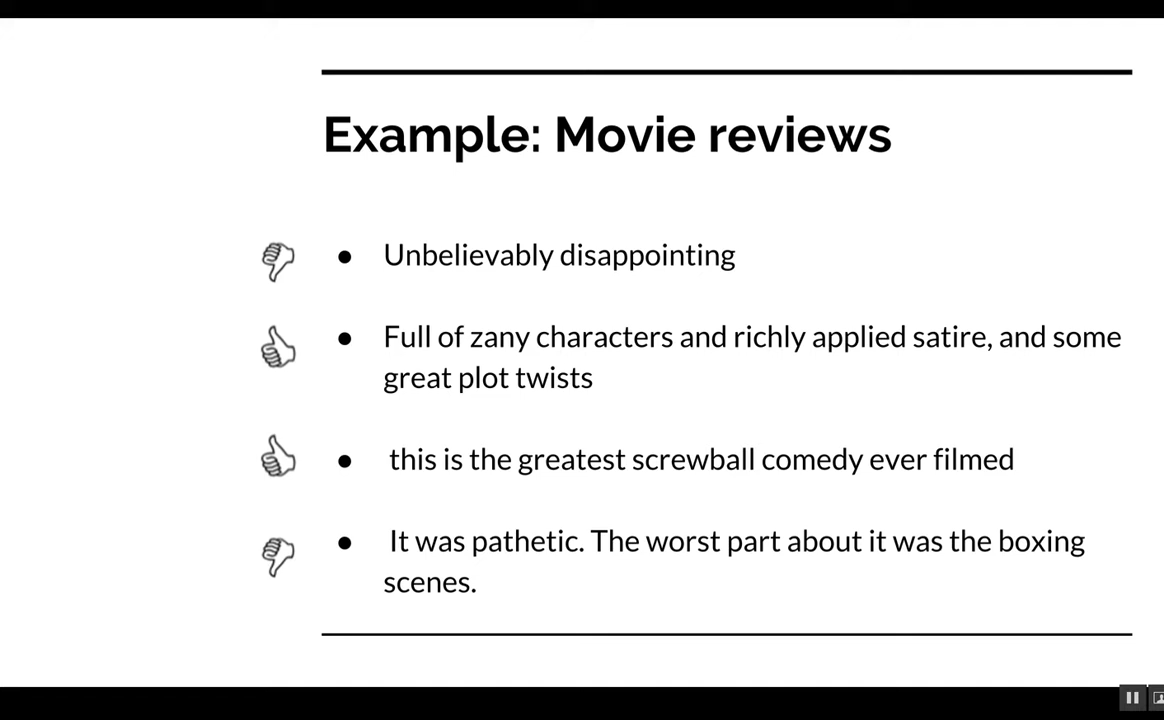 Example: Movie reviews
● Unbelievably disappointing
● Full of zany characters and richly applied satire, and some
great plot twists
● this is the greatest screwball comedy ever filmed
● It was pathetic. The worst part about it was the boxing
scenes.